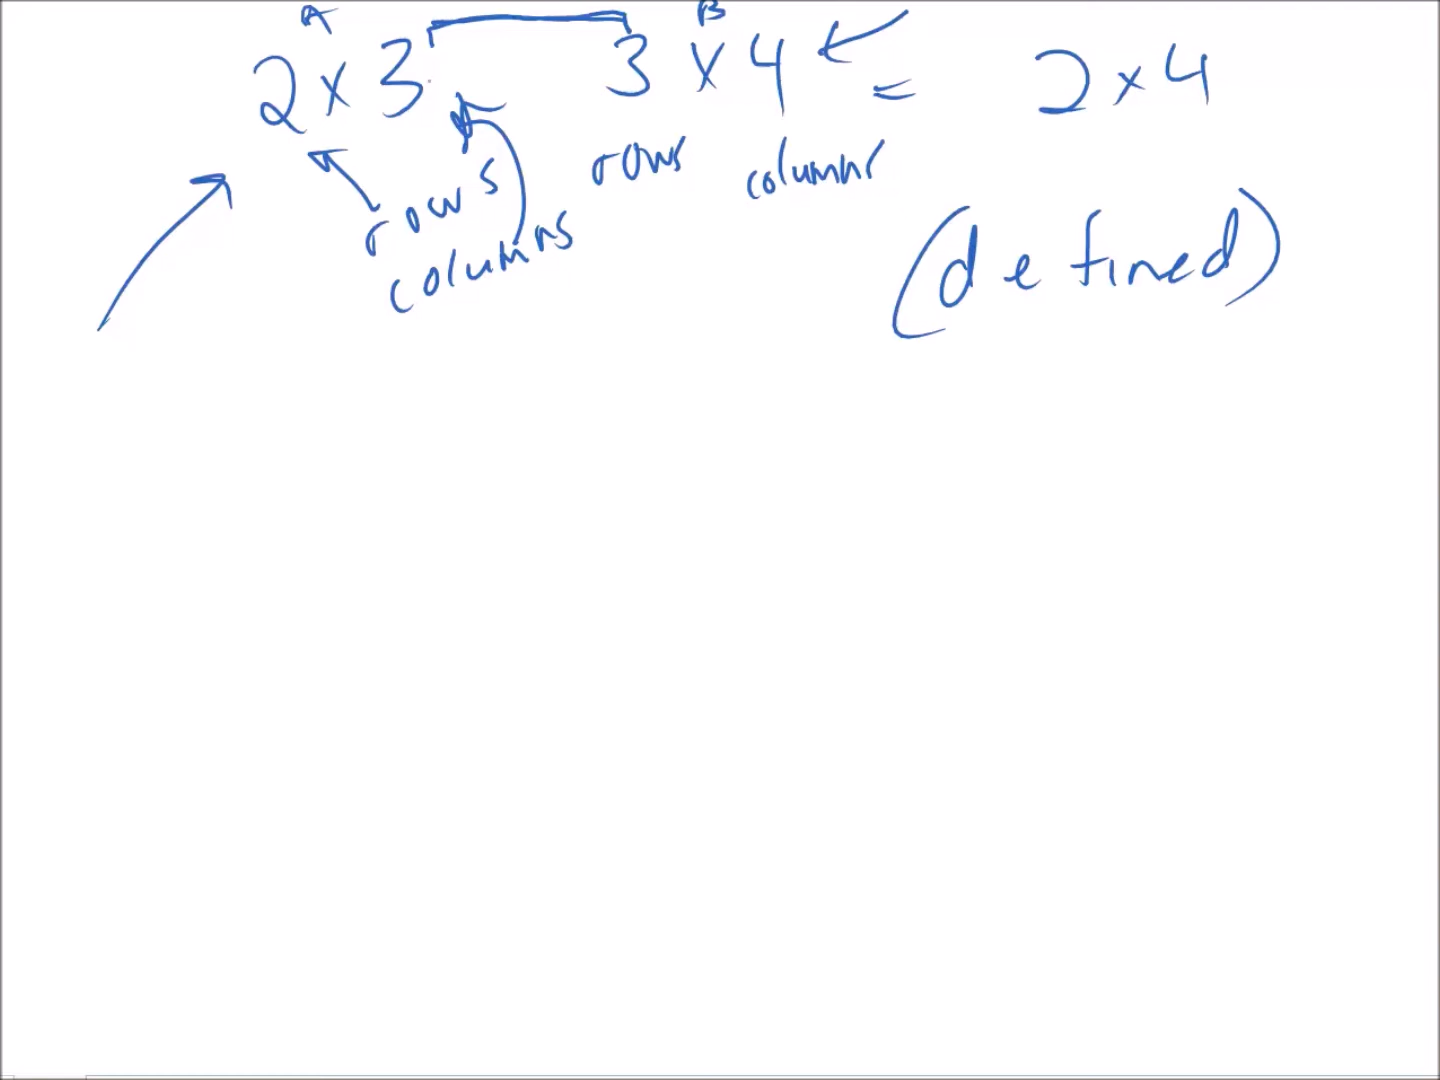 A B
2 x 3 3 x 4 = 2 x 4
rows rows columns
columns (defined)